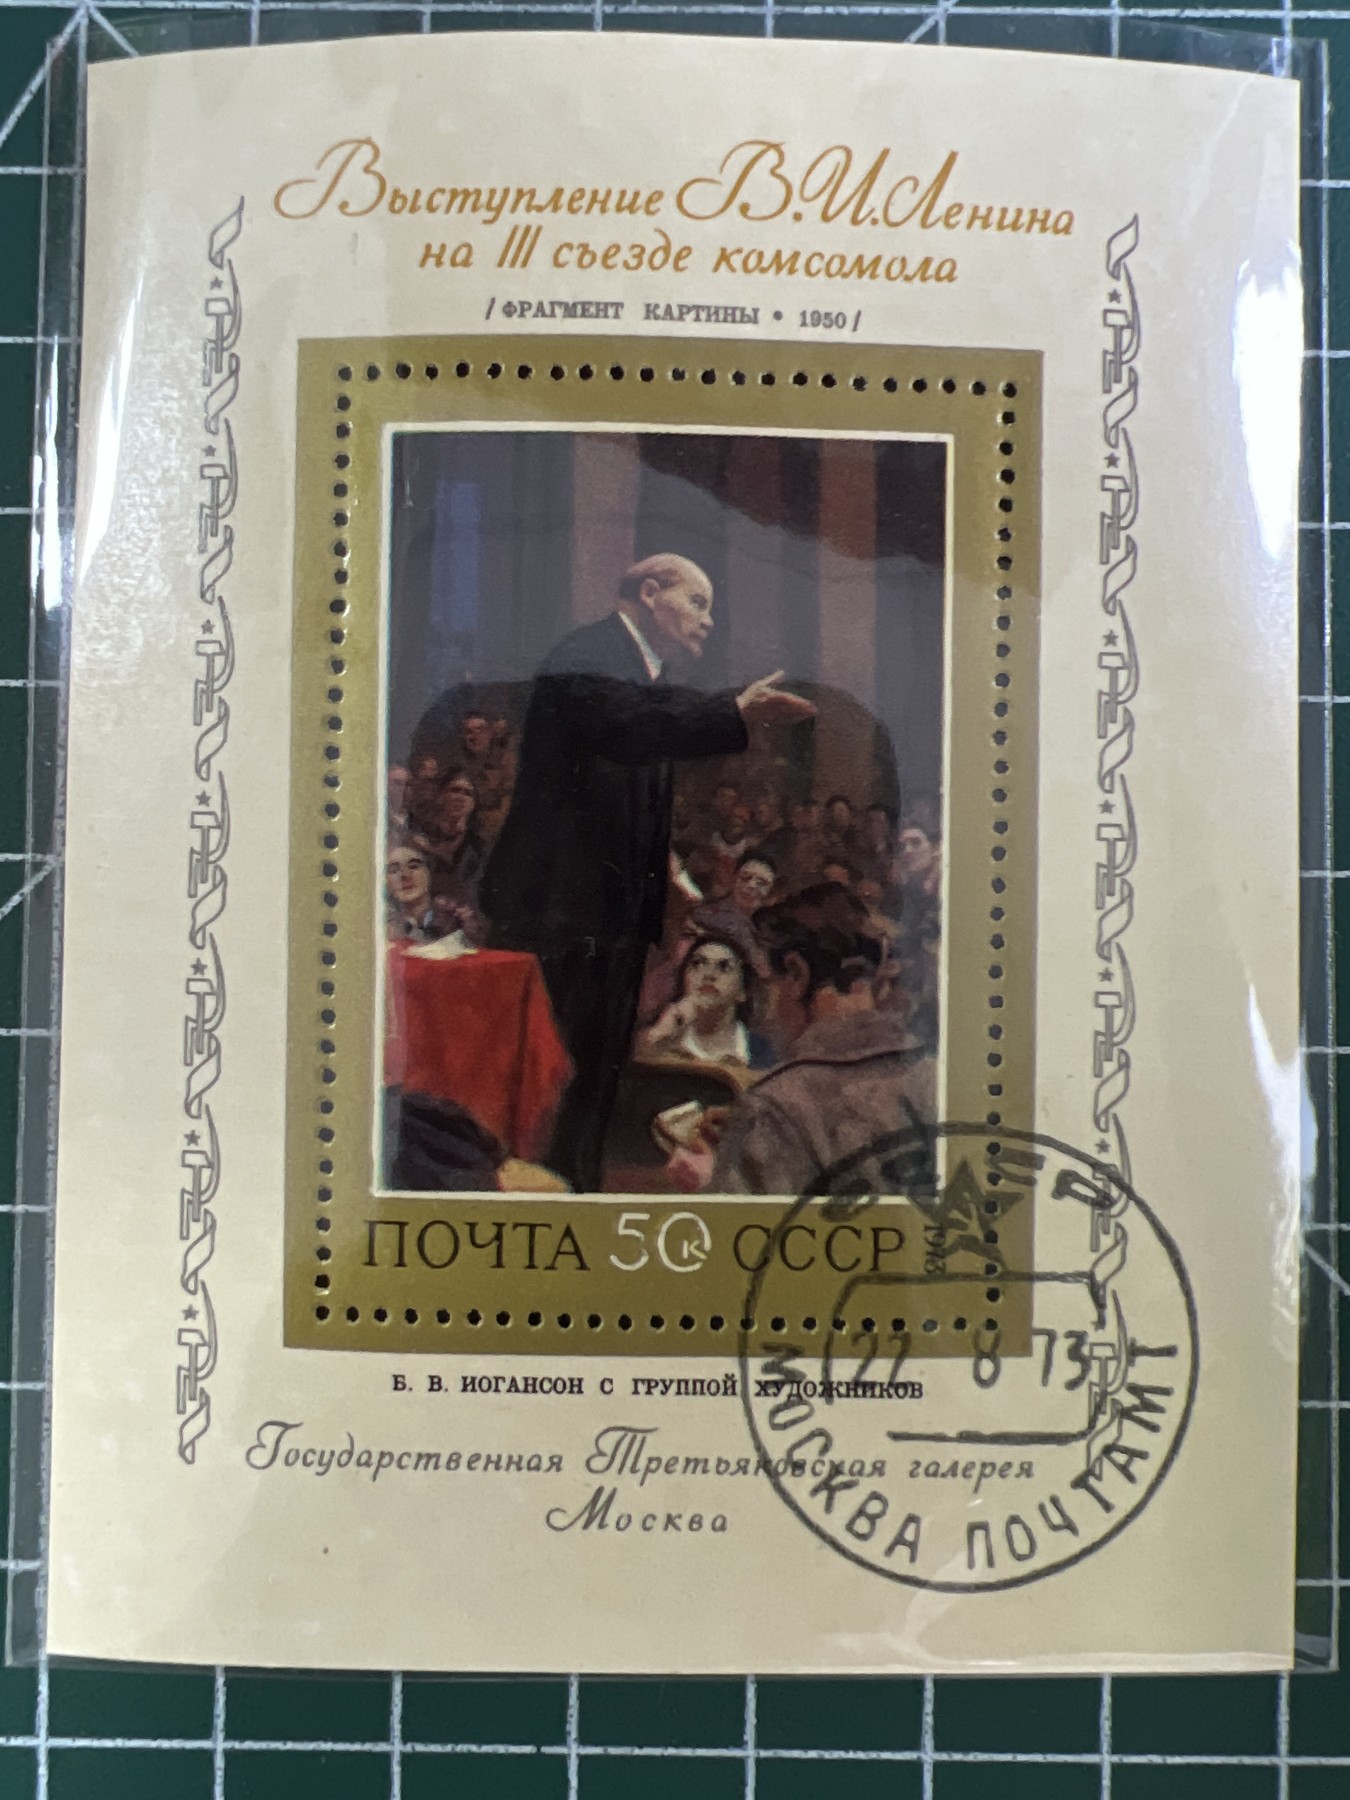 Выступление В.И.Ленина
на III съезде комсомола
/ФРАГМЕНТ КАРТИНЫ • 1950/
ПОЧТА 50к СССР
1973
22 8 73
Б. В. ИОГАНСОН С ГРУППОЙ ХУДОЖНИКОВ
МОСКВА ПОЧТАМТ
Государственная Третьяковская галерея
Москва